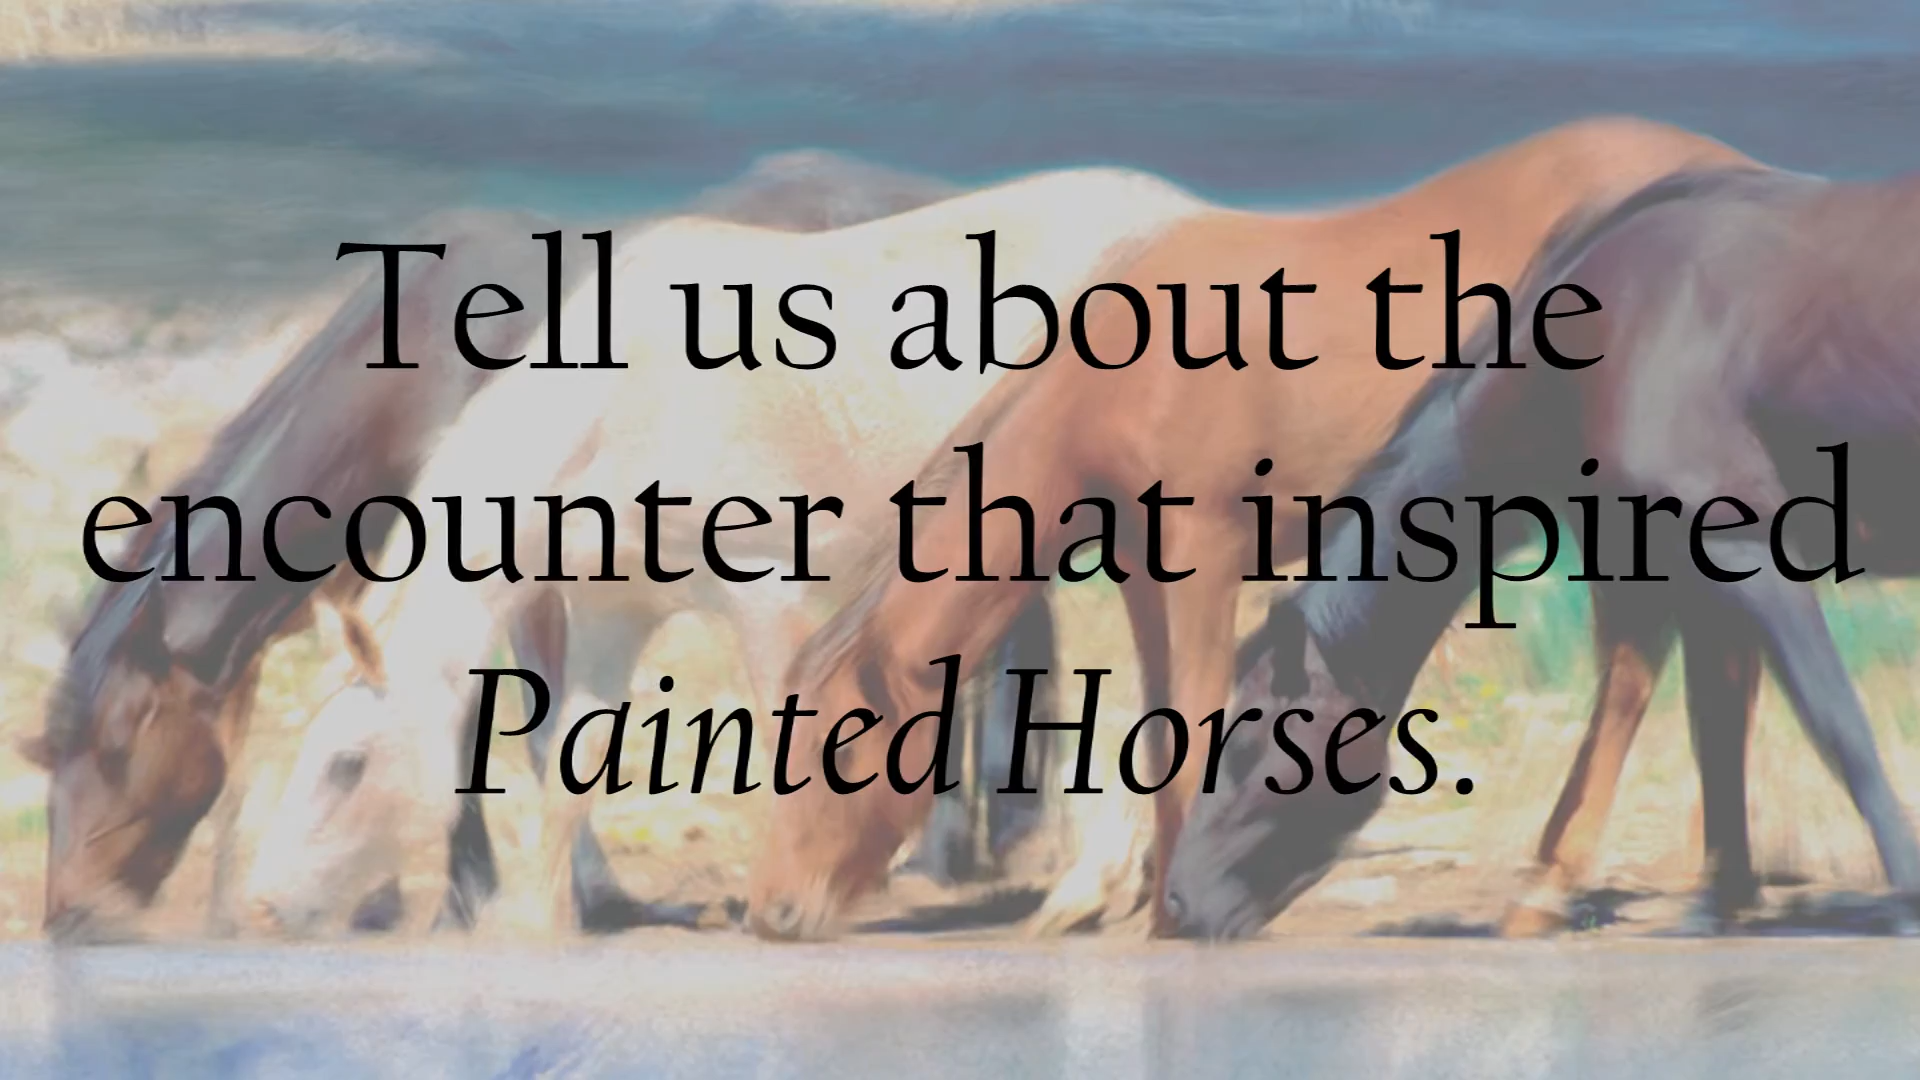 Tell us about the
encounter that inspired
Painted Horses.